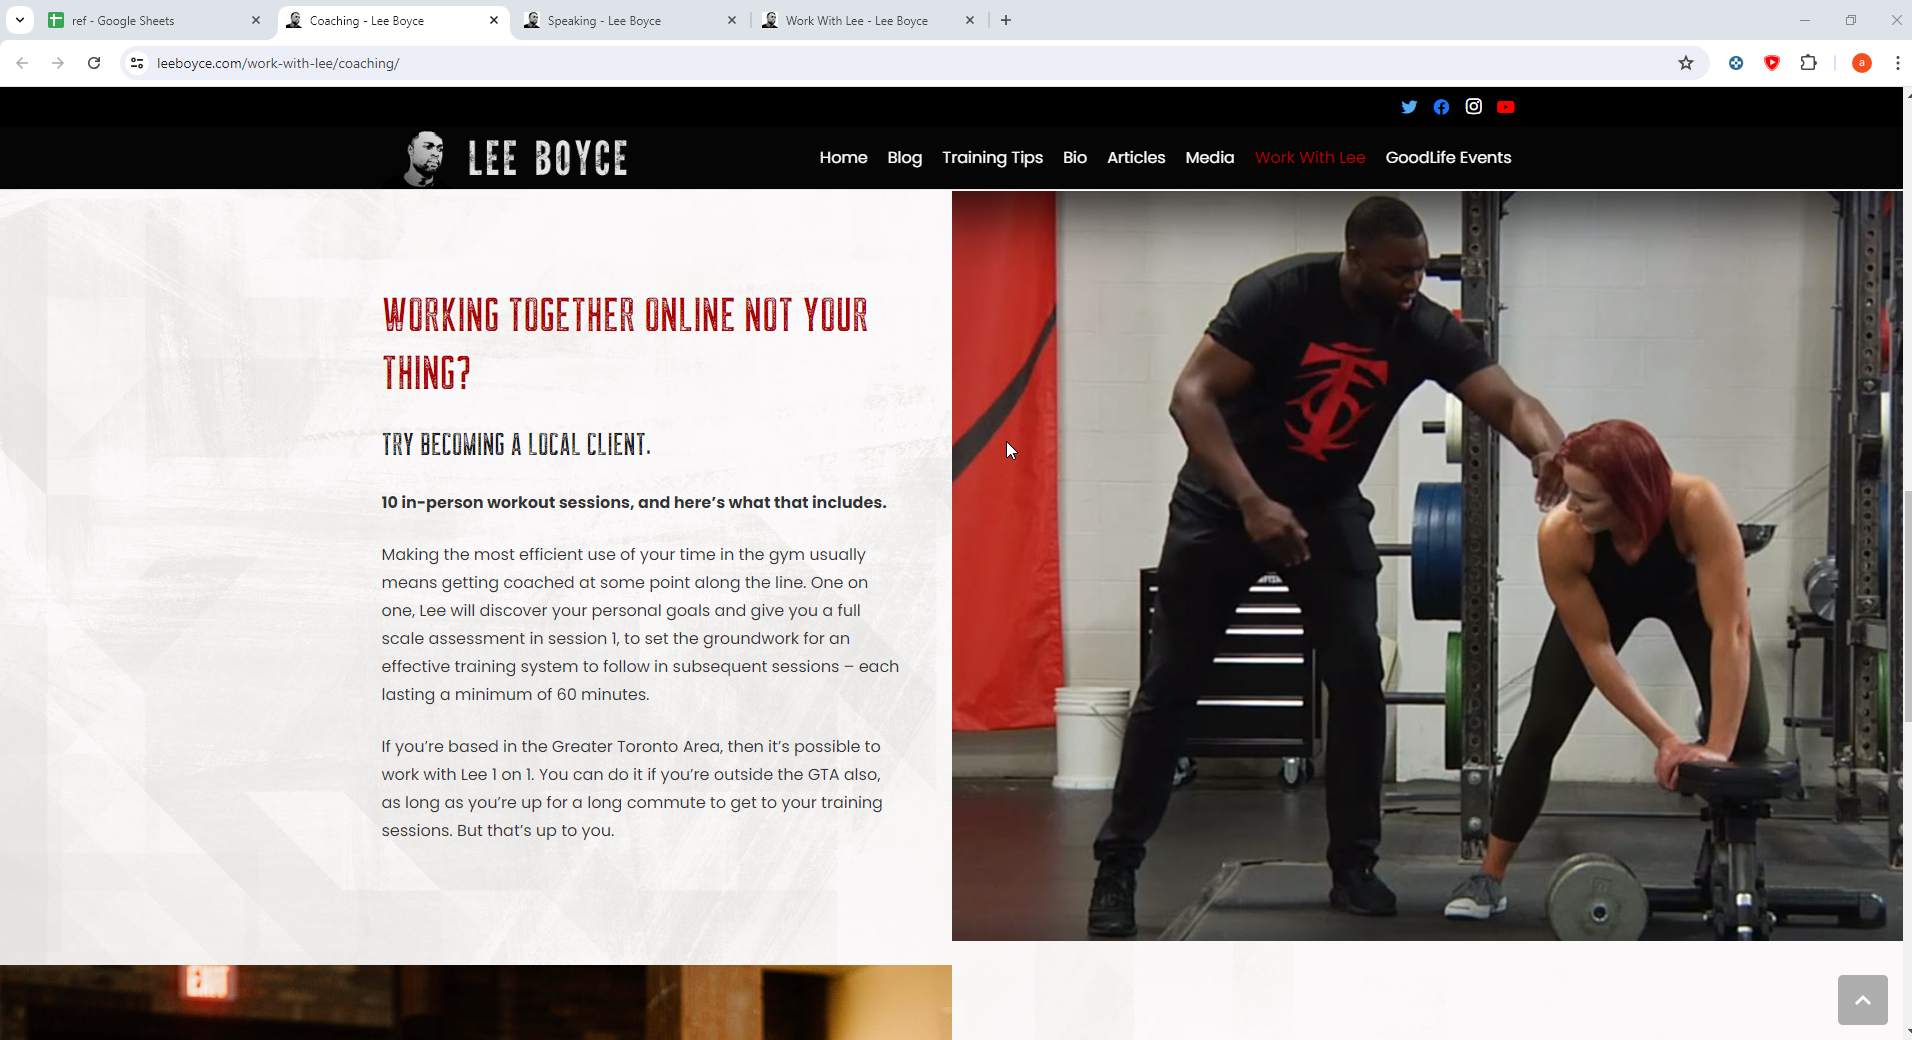 ref - Google Sheets
Coaching - Lee Boyce
Speaking - Lee Boyce
Work With Lee - Lee Boyce
leeboyce.com/work-with-lee/coaching/
a
LEE BOYCE
Home
Blog
Training Tips
Bio
Articles
Media
Work With Lee
GoodLife Events
WORKING TOGETHER ONLINE NOT YOUR
THING?
TRY BECOMING A LOCAL CLIENT.
10 in-person workout sessions, and here’s what that includes.
Making the most efficient use of your time in the gym usually
means getting coached at some point along the line. One on
one, Lee will discover your personal goals and give you a full
scale assessment in session 1, to set the groundwork for an
effective training system to follow in subsequent sessions – each
lasting a minimum of 60 minutes.
If you’re based in the Greater Toronto Area, then it’s possible to
work with Lee 1 on 1. You can do it if you’re outside the GTA also,
as long as you’re up for a long commute to get to your training
sessions. But that’s up to you.
EXIT